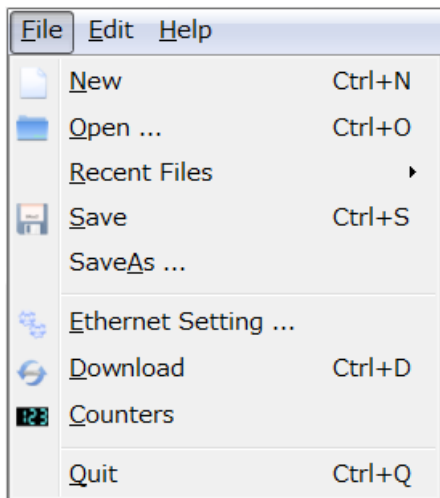 File Edit Help
New Ctrl+N
Open ... Ctrl+O
Recent Files
Save Ctrl+S
SaveAs ...
Ethernet Setting ...
Download Ctrl+D
123 Counters
Quit Ctrl+Q